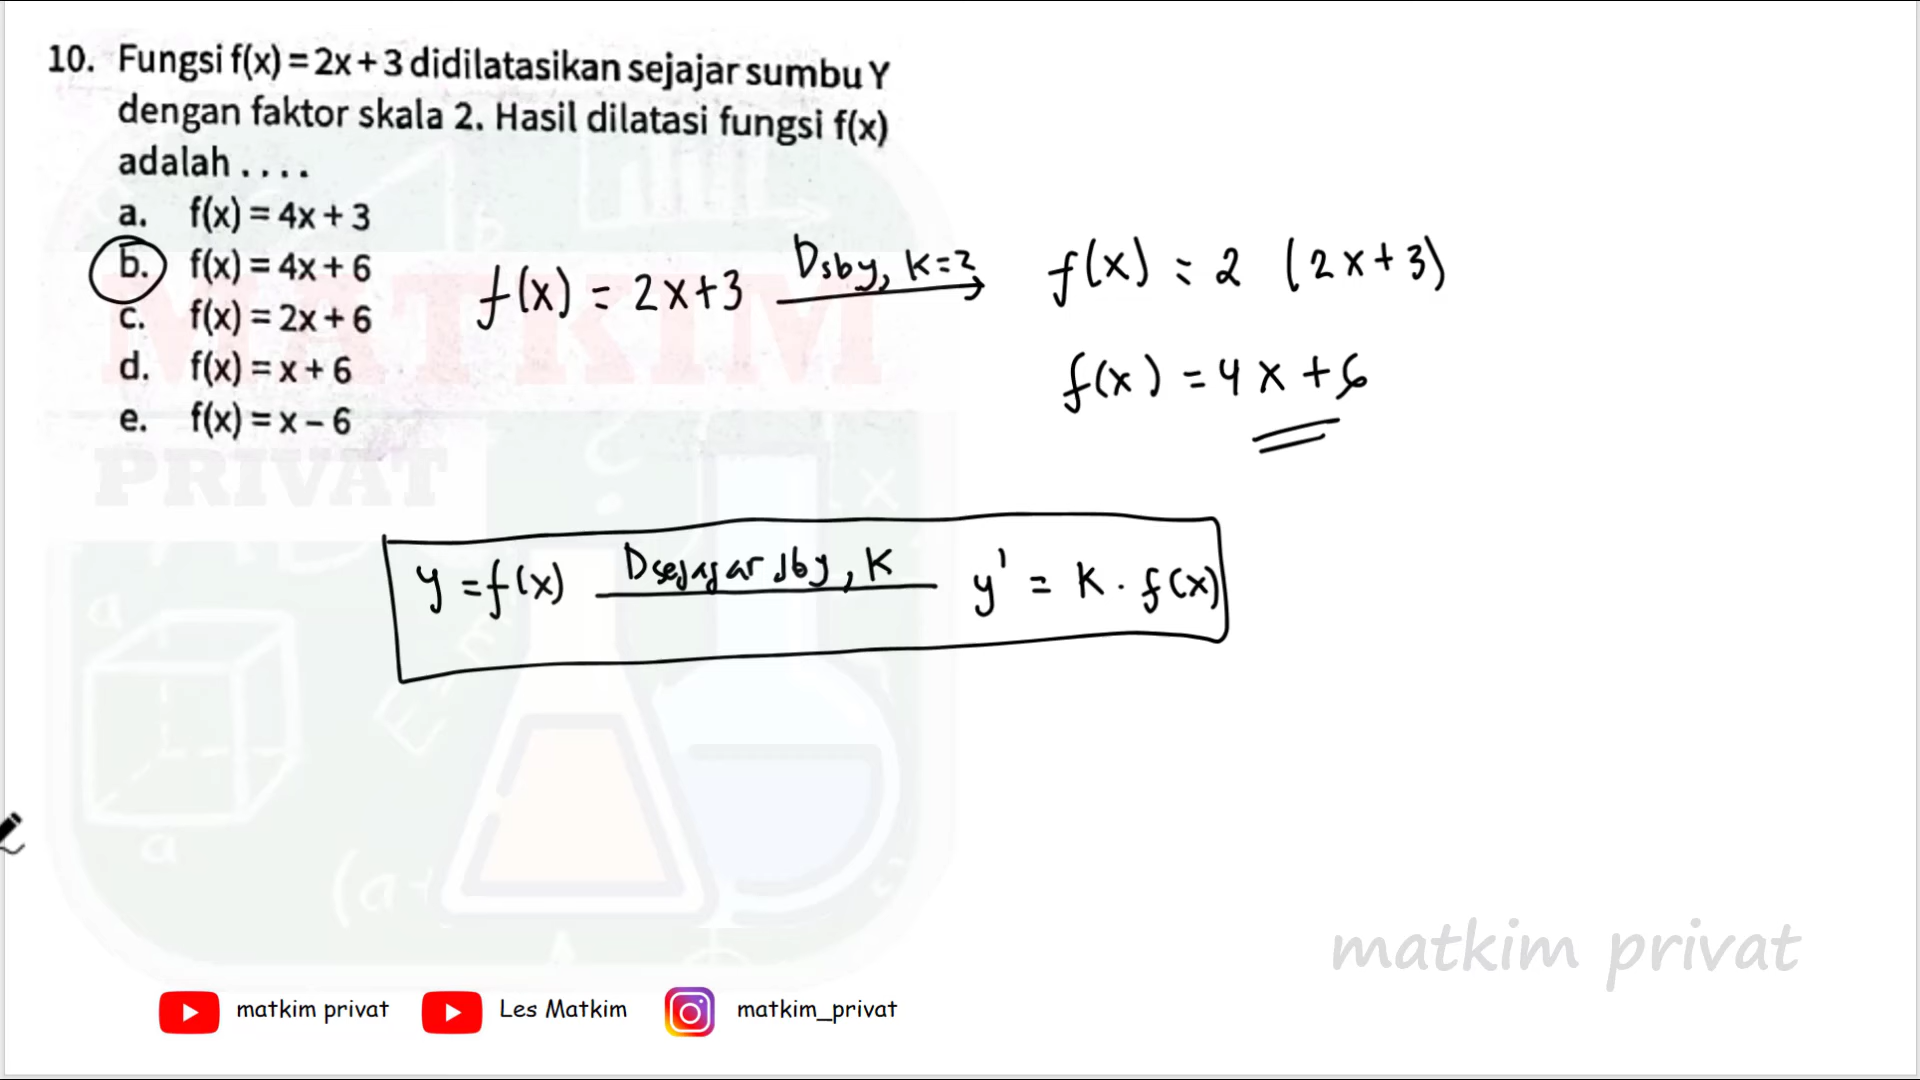 10. Fungsi f(x) = 2x + 3 didilatasikan sejajar sumbu Y
dengan faktor skala 2. Hasil dilatasi fungsi f(x)
adalah . . . .
a. f(x) = 4x + 3
b. f(x) = 4x + 6
c. f(x) = 2x + 6
d. f(x) = x + 6
e. f(x) = x – 6
f(x) = 2x+3 Dsby, K=2 f(x) = 2 (2x+3)
f(x) = 4x+6
y = f(x) Dsejajar sby, K y' = K . f(x)
MATKIM
PRIVAT
matkim privat
matkim privat Les Matkim matkim_privat